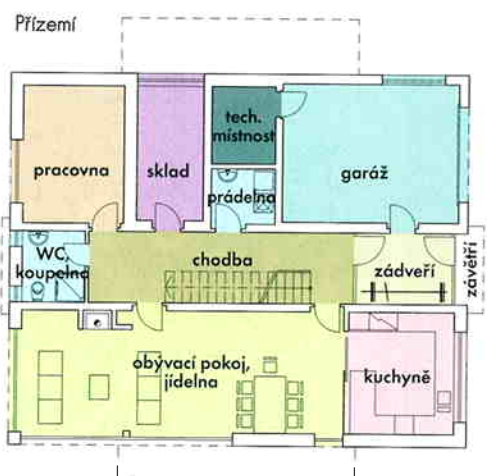 Přízemí
tech.
místnost
pracovna
sklad
garáž
prádelna
WC,
koupelna
chodba
zádveří
závětří
obývací pokoj,
jídelna
kuchyně